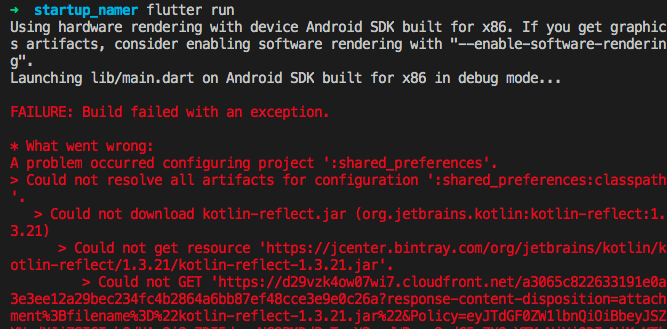 ➜  startup_namer flutter run
Using hardware rendering with device Android SDK built for x86. If you get graphic
s artifacts, consider enabling software rendering with "--enable-software-renderin
g".
Launching lib/main.dart on Android SDK built for x86 in debug mode...
FAILURE: Build failed with an exception.
* What went wrong:
A problem occurred configuring project ':shared_preferences'.
> Could not resolve all artifacts for configuration ':shared_preferences:classpath
'.
> Could not download kotlin-reflect.jar (org.jetbrains.kotlin:kotlin-reflect:1.
3.21)
> Could not get resource 'https://jcenter.bintray.com/org/jetbrains/kotlin/k
otlin-reflect/1.3.21/kotlin-reflect-1.3.21.jar'.
> Could not GET 'https://d29vzk4ow07wi7.cloudfront.net/a3065c822633191e0a
3e3ee12a29bec234fc4b2864a6bb87ef48cce3e9e0c26a?response-content-disposition=attach
ment%3Bfilename%3D%22kotlin-reflect-1.3.21.jar%22&Policy=eyJTdGF0ZW1lbnQiOiBbeyJSZ